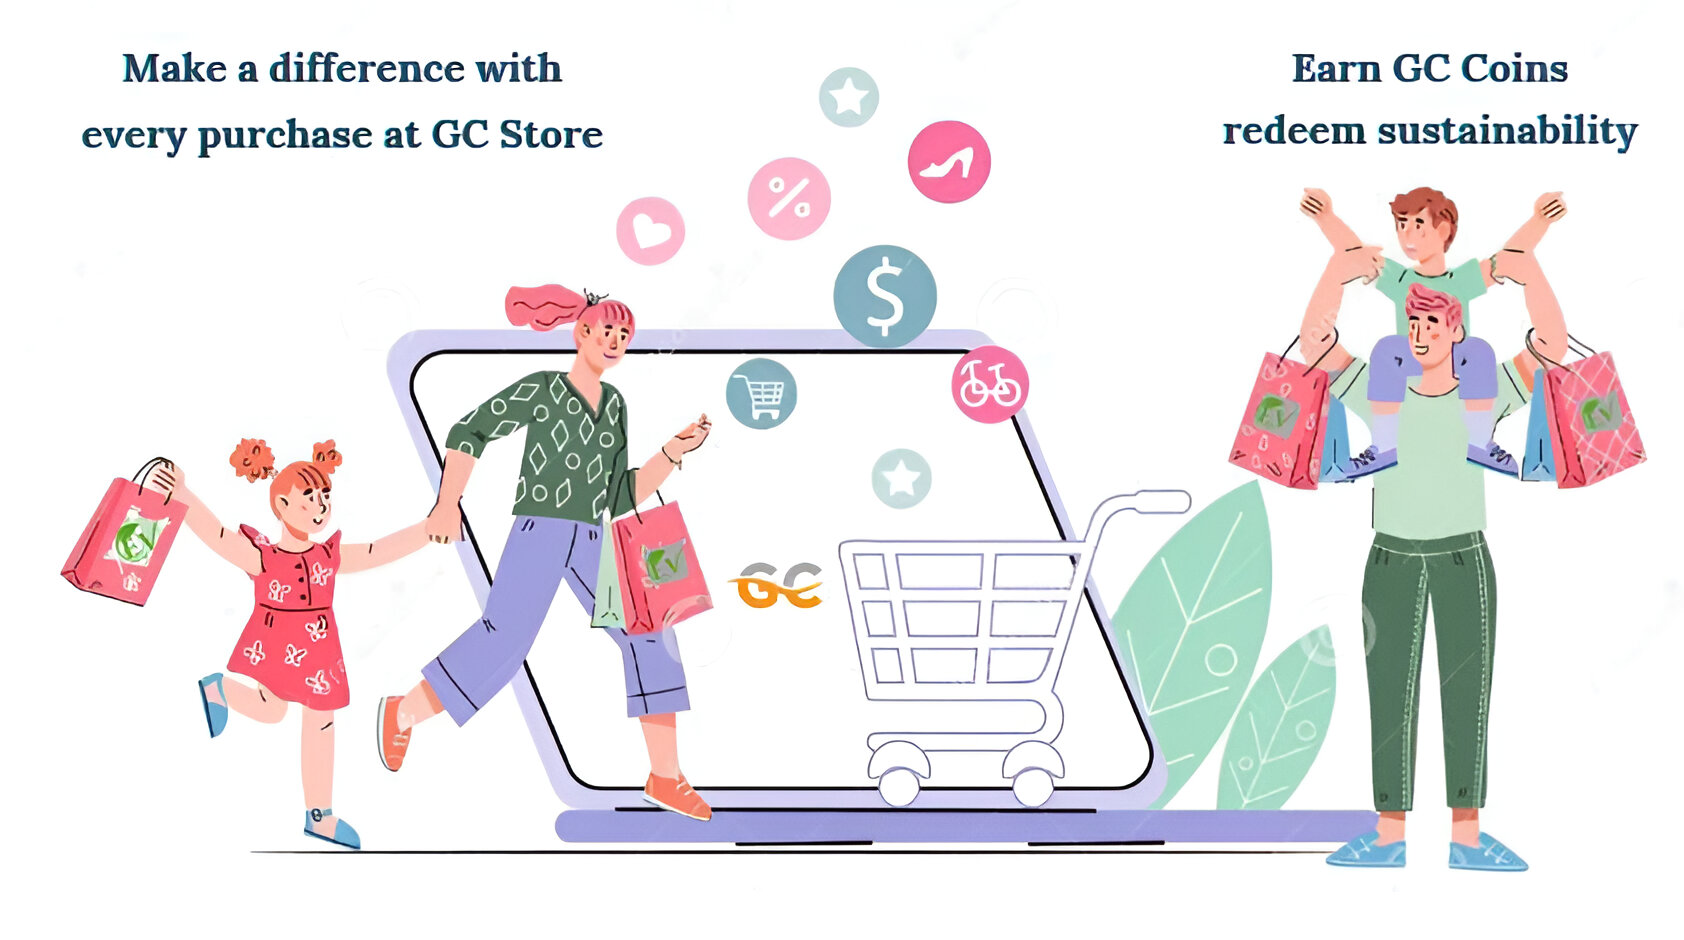 Make a difference with
every purchase at GC Store
Earn GC Coins
redeem sustainability
%
$
GC